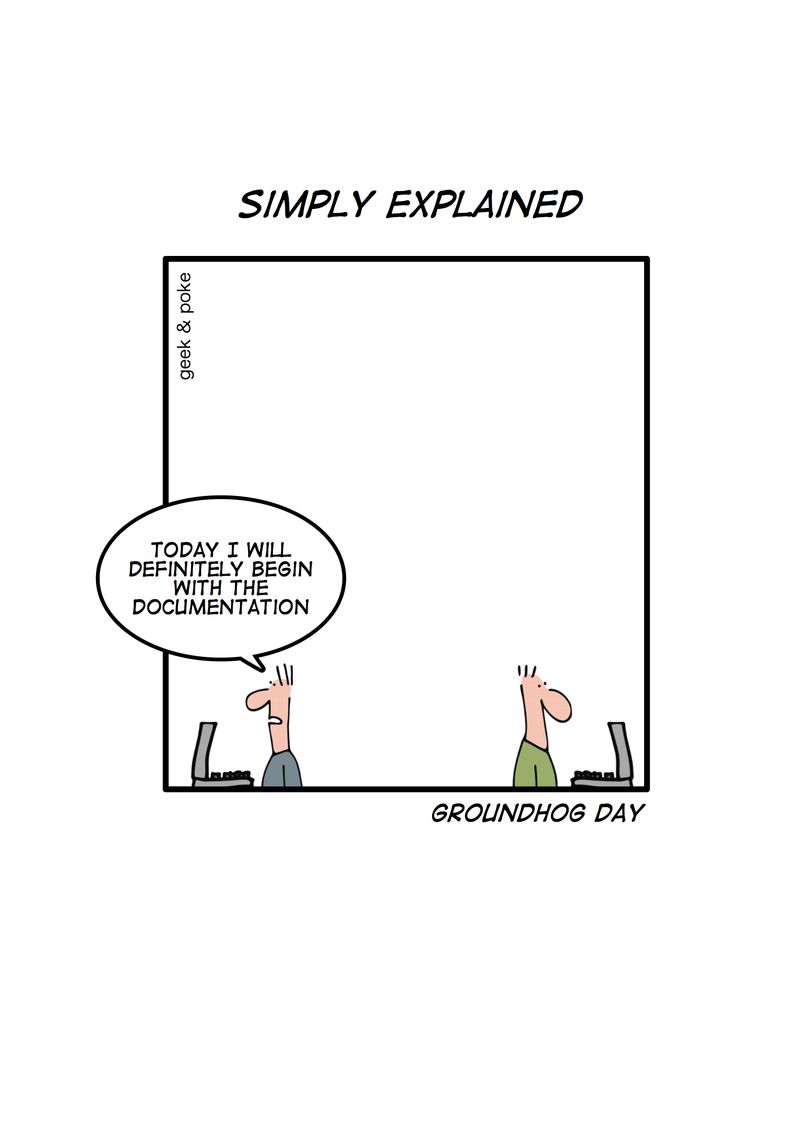 SIMPLY EXPLAINED
geek & poke
TODAY I WILL
DEFINITELY BEGIN
WITH THE
DOCUMENTATION
GROUNDHOG DAY